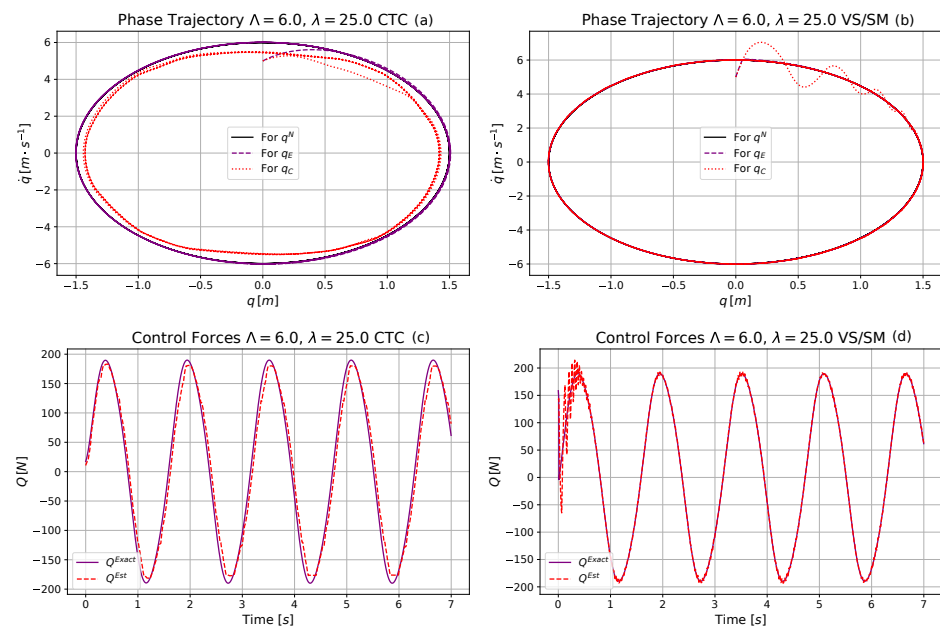 Phase Trajectory Λ = 6.0, λ = 25.0 CTC (a)
6
4
2
0
−2
−4
−6
q̇ [m · s⁻¹]
For q^N
For q_E
For q_C
−1.5 −1.0 −0.5 0.0 0.5 1.0 1.5
q [m]
Phase Trajectory Λ = 6.0, λ = 25.0 VS/SM (b)
6
4
2
0
−2
−4
−6
q̇ [m · s⁻¹]
For q^N
For q_E
For q_C
−1.5 −1.0 −0.5 0.0 0.5 1.0 1.5
q [m]
Control Forces Λ = 6.0, λ = 25.0 CTC (c)
200
150
100
50
0
−50
−100
−150
−200
Q [N]
Q^Exact
Q^Est
0 1 2 3 4 5 6 7
Time [s]
Control Forces Λ = 6.0, λ = 25.0 VS/SM (d)
200
150
100
50
0
−50
−100
−150
−200
Q [N]
Q^Exact
Q^Est
0 1 2 3 4 5 6 7
Time [s]